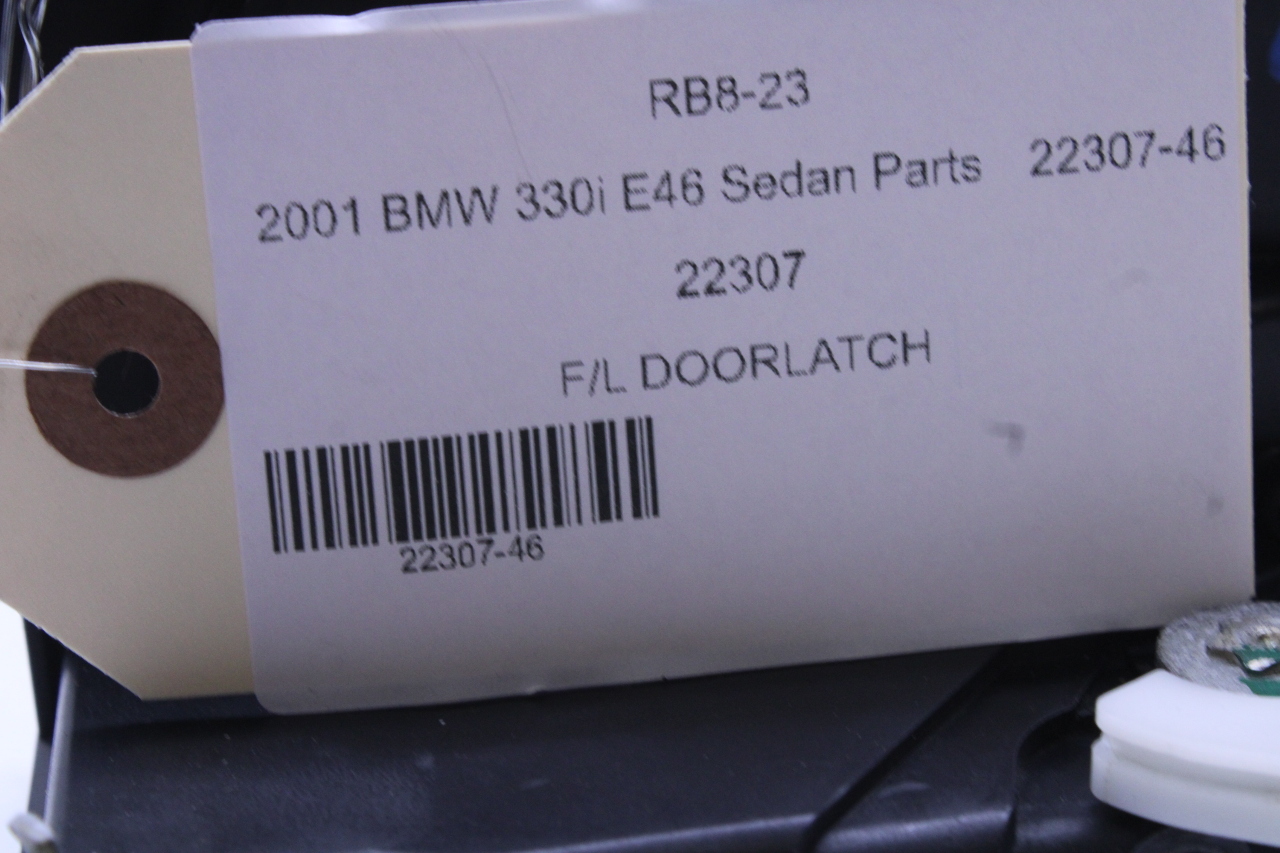 RB8-23
2001 BMW 330i E46 Sedan Parts 22307-46
22307
F/L DOORLATCH
22307-46